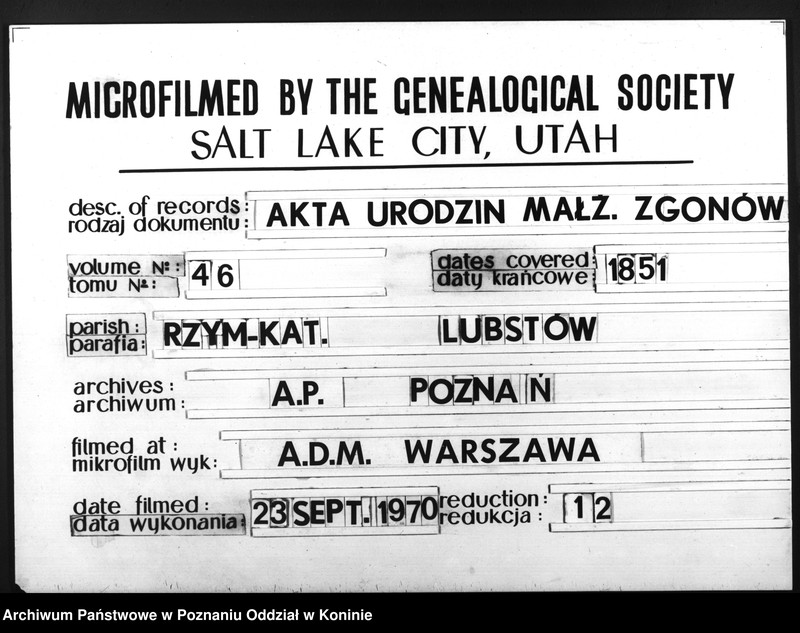 MICROFILMED BY THE GENEALOGICAL SOCIETY
SALT LAKE CITY, UTAH
desc. of records: AKTA URODZIN MAŁŻ. ZGONÓW
rodzaj dokumentu:
volume №: 46 dates covered: 1851
tomu №: daty krańcowe:
parish: RZYM-KAT. LUBSTÓW
parafia:
archives: A.P. POZNAŃ
archiwum:
filmed at: A.D.M. WARSZAWA
mikrofilm wyk:
date filmed: 23 SEPT. 1970 reduction: 12
data wykonania: redukcja:
Archiwum Państwowe w Poznaniu Oddział w Koninie